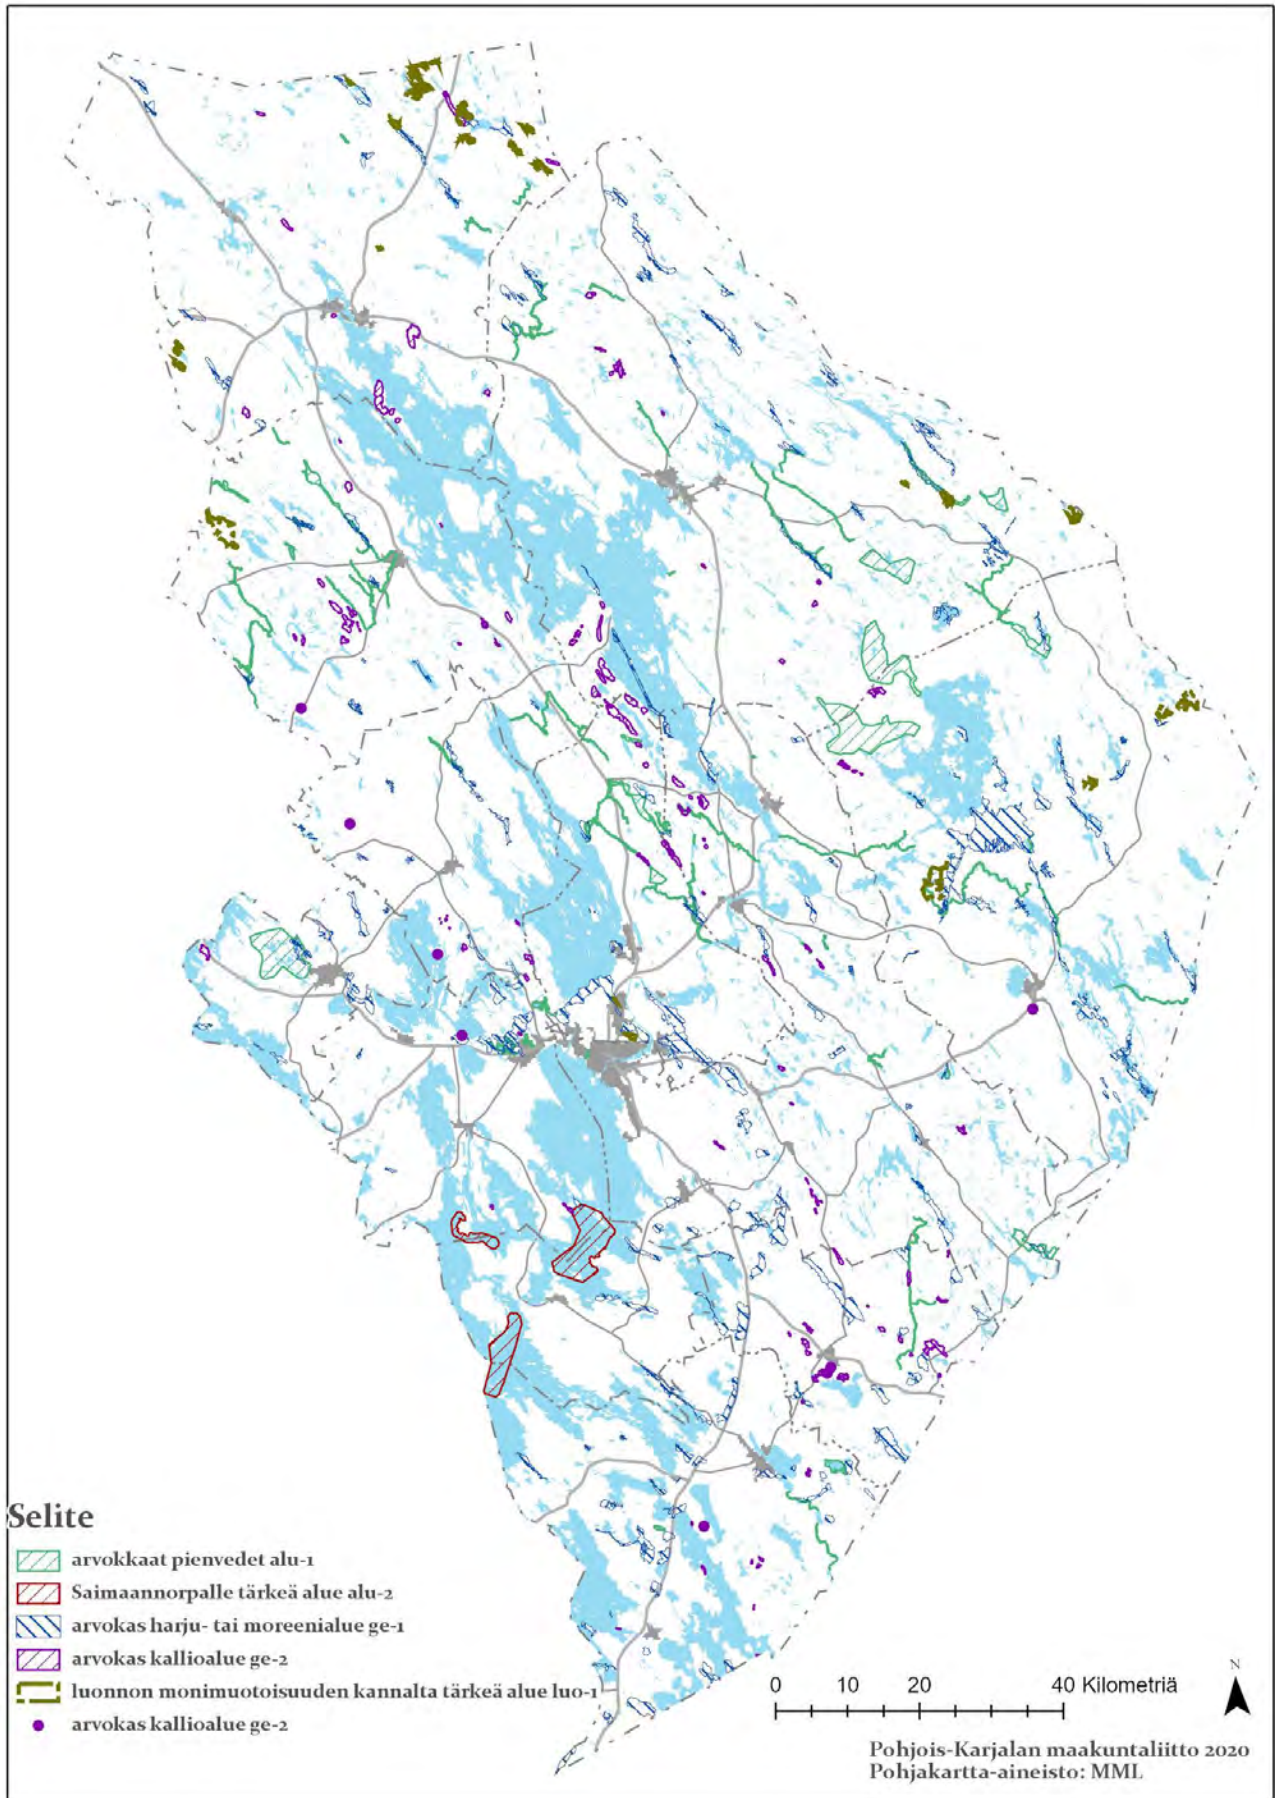 Selite
arvokkaat pienvedet alu-1
Saimaannorpalle tärkeä alue alu-2
arvokas harju- tai moreenialue ge-1
arvokas kallioalue ge-2
luonnon monimuotoisuuden kannalta tärkeä alue luo-1
arvokas kallioalue ge-2
0 10 20 40 Kilometriä
N
Pohjois-Karjalan maakuntaliitto 2020
Pohjakartta-aineisto: MML